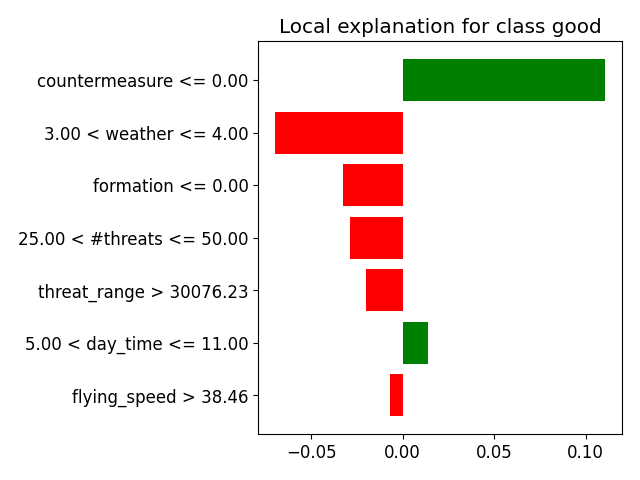 Local explanation for class good
countermeasure <= 0.00
3.00 < weather <= 4.00
formation <= 0.00
25.00 < #threats <= 50.00
threat_range > 30076.23
5.00 < day_time <= 11.00
flying_speed > 38.46
−0.05 0.00 0.05 0.10